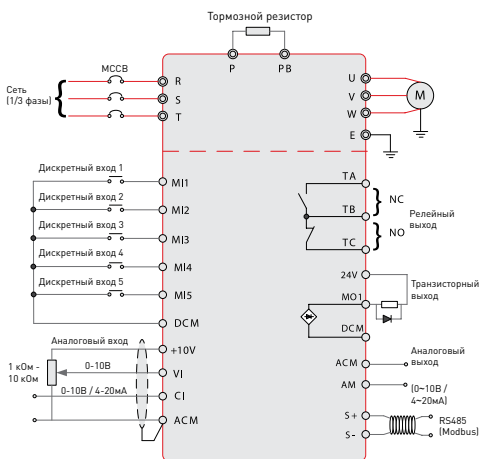 Тормозной резистор
P
PB
МССВ
Сеть
(1/3 фазы)
R
S
T
U
V
W
E
M
Дискретный вход 1
MI1
Дискретный вход 2
MI2
Дискретный вход 3
MI3
Дискретный вход 4
MI4
Дискретный вход 5
MI5
DCM
TA
TB
TC
NC
NO
Релейный
выход
24V
MO1
DCM
Транзисторный
выход
Аналоговый вход
+10V
1 кОм -
10 кОм
0-10В
VI
0-10В / 4-20мА
CI
ACM
ACM
AM
Аналоговый
выход
(0~10В /
4~20мА)
S+
S-
RS485
(Modbus)